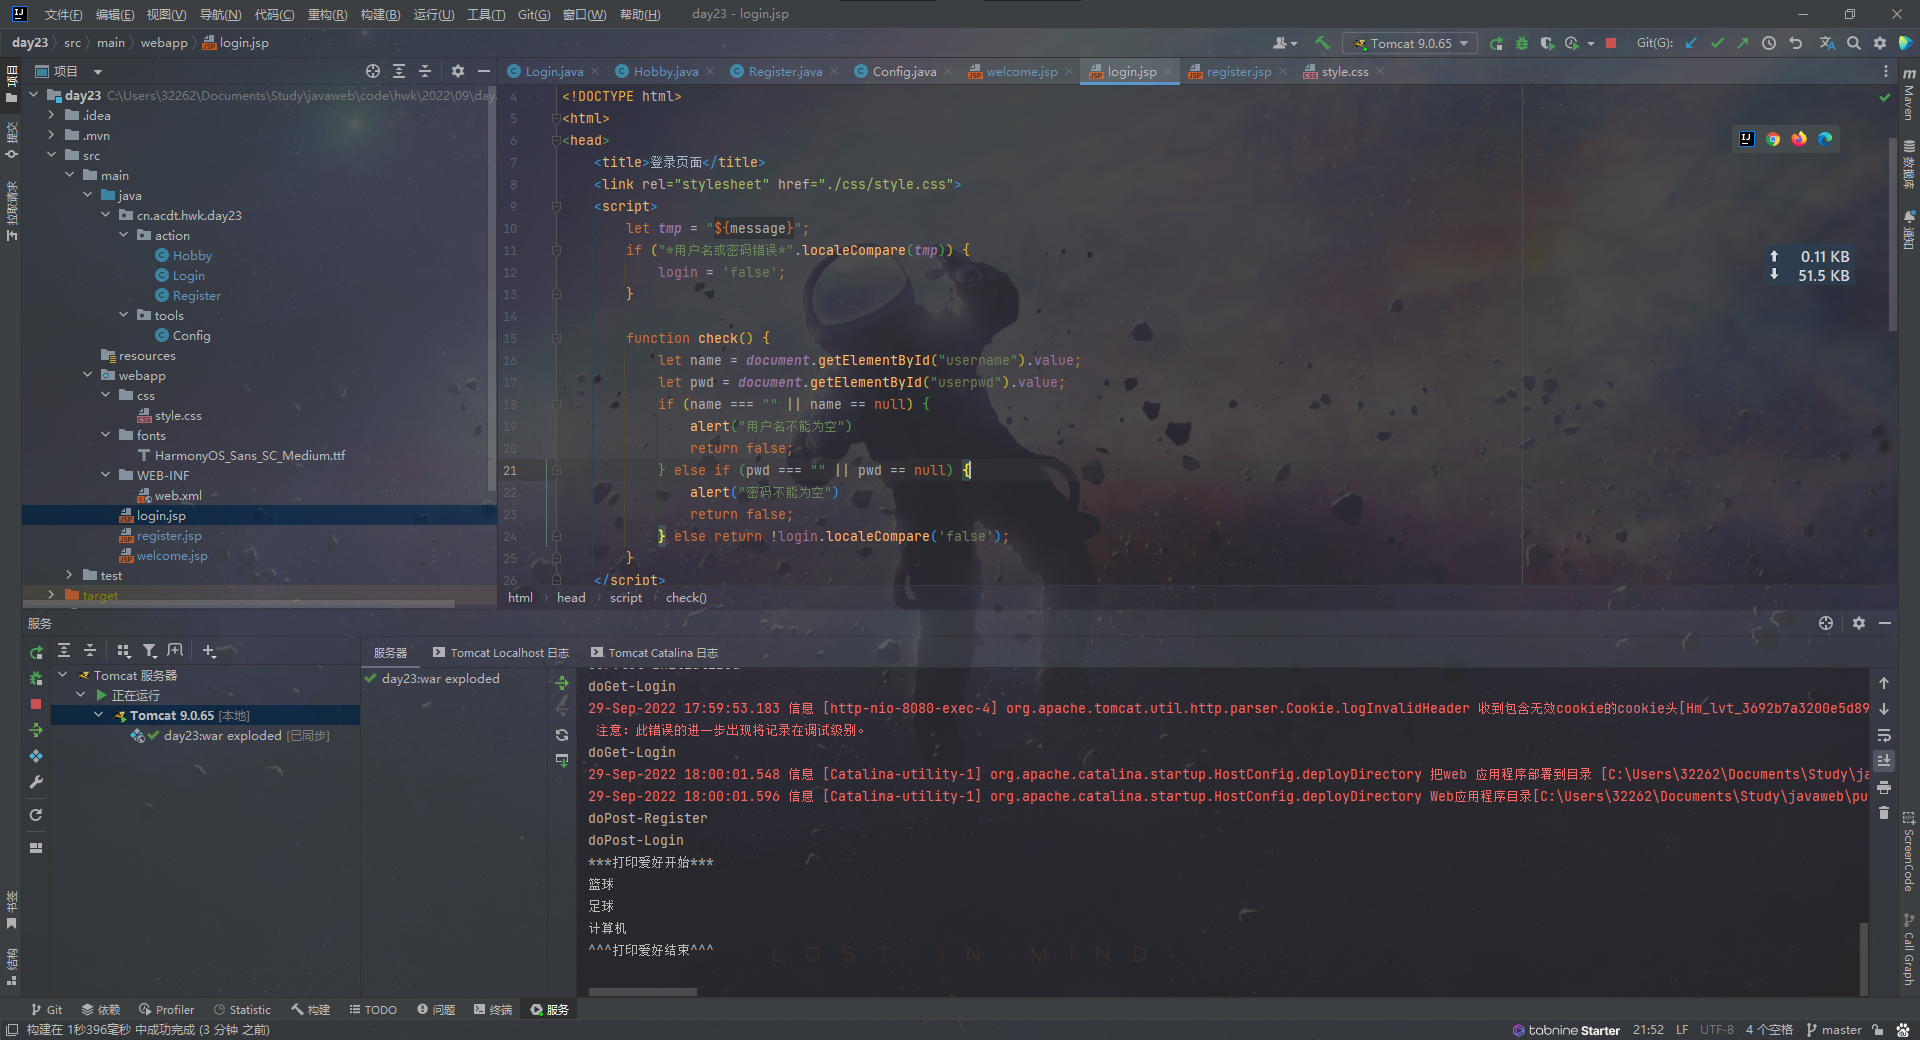 文件(F) 编辑(E) 视图(V) 导航(N) 代码(C) 重构(R) 构建(B) 运行(U) 工具(T) Git(G) 窗口(W) 帮助(H) day23 - login.jsp
day23 src main webapp login.jsp Tomcat 9.0.65 Git(G):
项目
Login.java Hobby.java Register.java Config.java welcome.jsp login.jsp register.jsp style.css
day23 C:\Users\32262\Documents\Study\javaweb\code\hwk\2022\09\day
.idea
.mvn
src
main
java
cn.acdt.hwk.day23
action
Hobby
Login
Register
tools
Config
resources
webapp
css
style.css
fonts
HarmonyOS_Sans_SC_Medium.ttf
WEB-INF
web.xml
login.jsp
register.jsp
welcome.jsp
test
target
4 <!DOCTYPE html>
5 <html>
6 <head>
7 <title>登录页面</title>
8 <link rel="stylesheet" href="./css/style.css">
9 <script>
10 let tmp = "${message}";
11 if ("*用户名或密码错误*".localeCompare(tmp)) {
12 login = 'false';
13 }
14
15 function check() {
16 let name = document.getElementById("username").value;
17 let pwd = document.getElementById("userpwd").value;
18 if (name === "" || name == null) {
19 alert("用户名不能为空")
20 return false;
21 } else if (pwd === "" || pwd == null) {
22 alert("密码不能为空")
23 return false;
24 } else return !login.localeCompare('false');
25 }
26 </script>
html head script check()
0.11 KB
51.5 KB
项目
提交
拉取请求
书签
结构
Maven
数据库
通知
ScreenCode
Call Graph
服务
Tomcat 服务器
正在运行
Tomcat 9.0.65 [本地]
day23:war exploded [已同步]
服务器 Tomcat Localhost 日志 Tomcat Catalina 日志
day23:war exploded
doGet-Login
29-Sep-2022 17:59:53.183 信息 [http-nio-8080-exec-4] org.apache.tomcat.util.http.parser.Cookie.logInvalidHeader 收到包含无效cookie的cookie头[Hm_lvt_3692b7a3200e5d89
注意: 此错误的进一步出现将记录在调试级别。
doGet-Login
29-Sep-2022 18:00:01.548 信息 [Catalina-utility-1] org.apache.catalina.startup.HostConfig.deployDirectory 把web 应用程序部署到目录 [C:\Users\32262\Documents\Study\ja
29-Sep-2022 18:00:01.596 信息 [Catalina-utility-1] org.apache.catalina.startup.HostConfig.deployDirectory Web应用程序目录[C:\Users\32262\Documents\Study\javaweb\pu
doPost-Register
doPost-Login
***打印爱好开始***
篮球
足球
计算机
^^^打印爱好结束^^^
LOST IN MIND
Git 依赖 Profiler Statistic 构建 TODO 问题 终端 服务
构建在 1秒396毫秒 中成功完成 (3 分钟 之前)
tabnine Starter 21:52 LF UTF-8 4 个空格 master